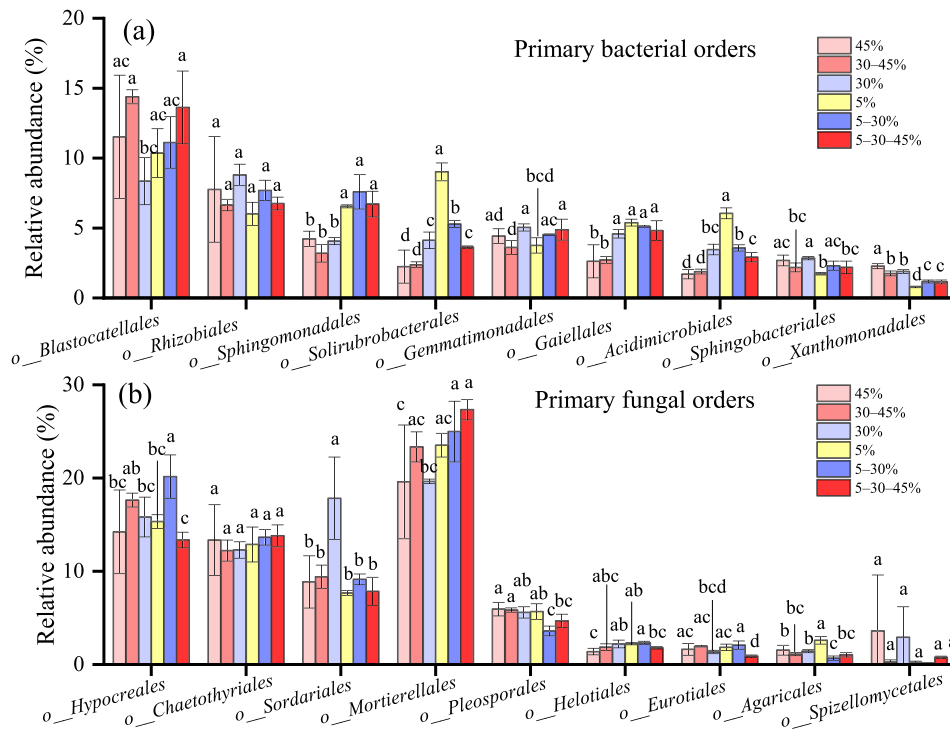 (a)
Primary bacterial orders
Relative abundance (%)
20
15
10
5
0
45%
30–45%
30%
5%
5–30%
5–30–45%
ac a bc ac ac a
a a a a a a
b b b a a a
d d c a b c
ad d a bcd ac a
b b a a a a
d d bc a b c
ac bc a b ac bc
a b b d c c
o__Blastocatellales
o__Rhizobiales
o__Sphingomonadales
o__Solirubrobacterales
o__Gemmatimonadales
o__Gaiellales
o__Acidimicrobiales
o__Sphingobacteriales
o__Xanthomonadales
(b)
Primary fungal orders
Relative abundance (%)
30
20
10
0
45%
30–45%
30%
5%
5–30%
5–30–45%
bc ab bc bc a c
a a a a a a
b b a b b b
c ac bc ac a a
a a ab ab c bc
c abc ab ab a bc
ac ac bcd ac a d
ab bc b a c bc
a a a a a
o__Hypocreales
o__Chaetothyriales
o__Sordariales
o__Mortierellales
o__Pleosporales
o__Helotiales
o__Eurotiales
o__Agaricales
o__Spizellomycetales